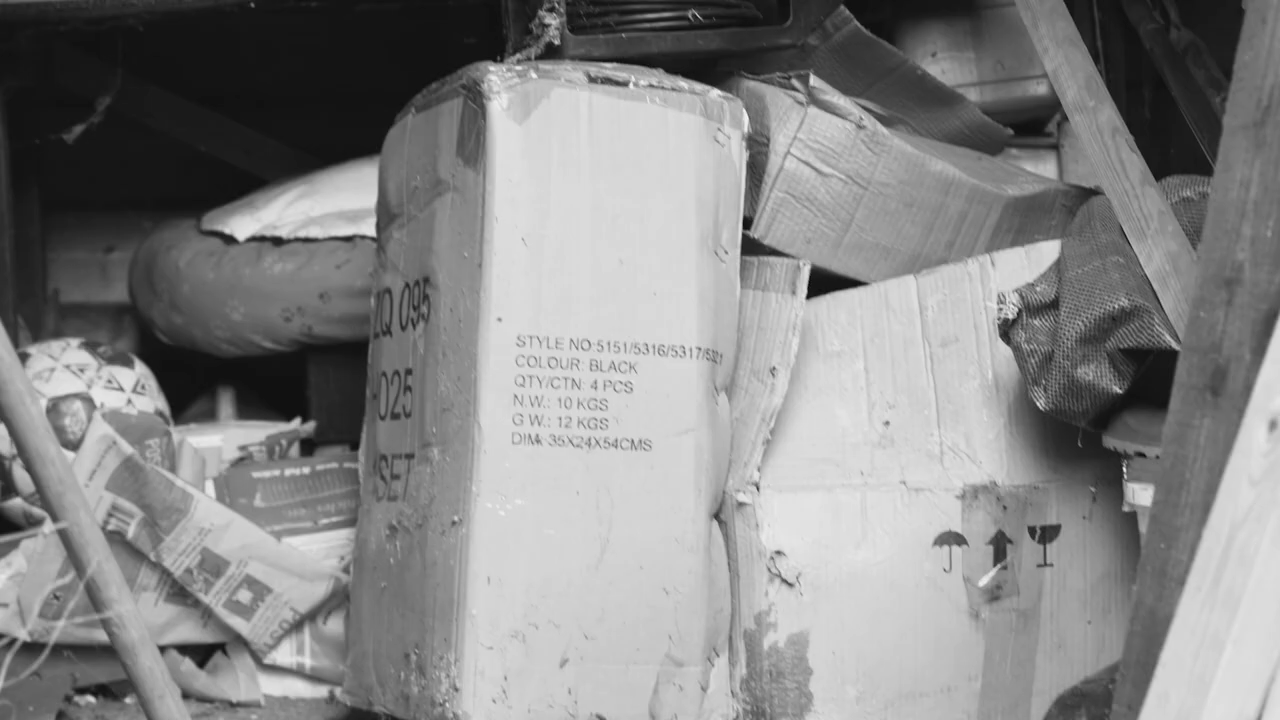 ZQ 095
-025
SET
STYLE NO:5151/5316/5317/5321
COLOUR: BLACK
QTY/CTN: 4 PCS
N.W.: 10 KGS
G.W.: 12 KGS
DIM: 35X24X54CMS